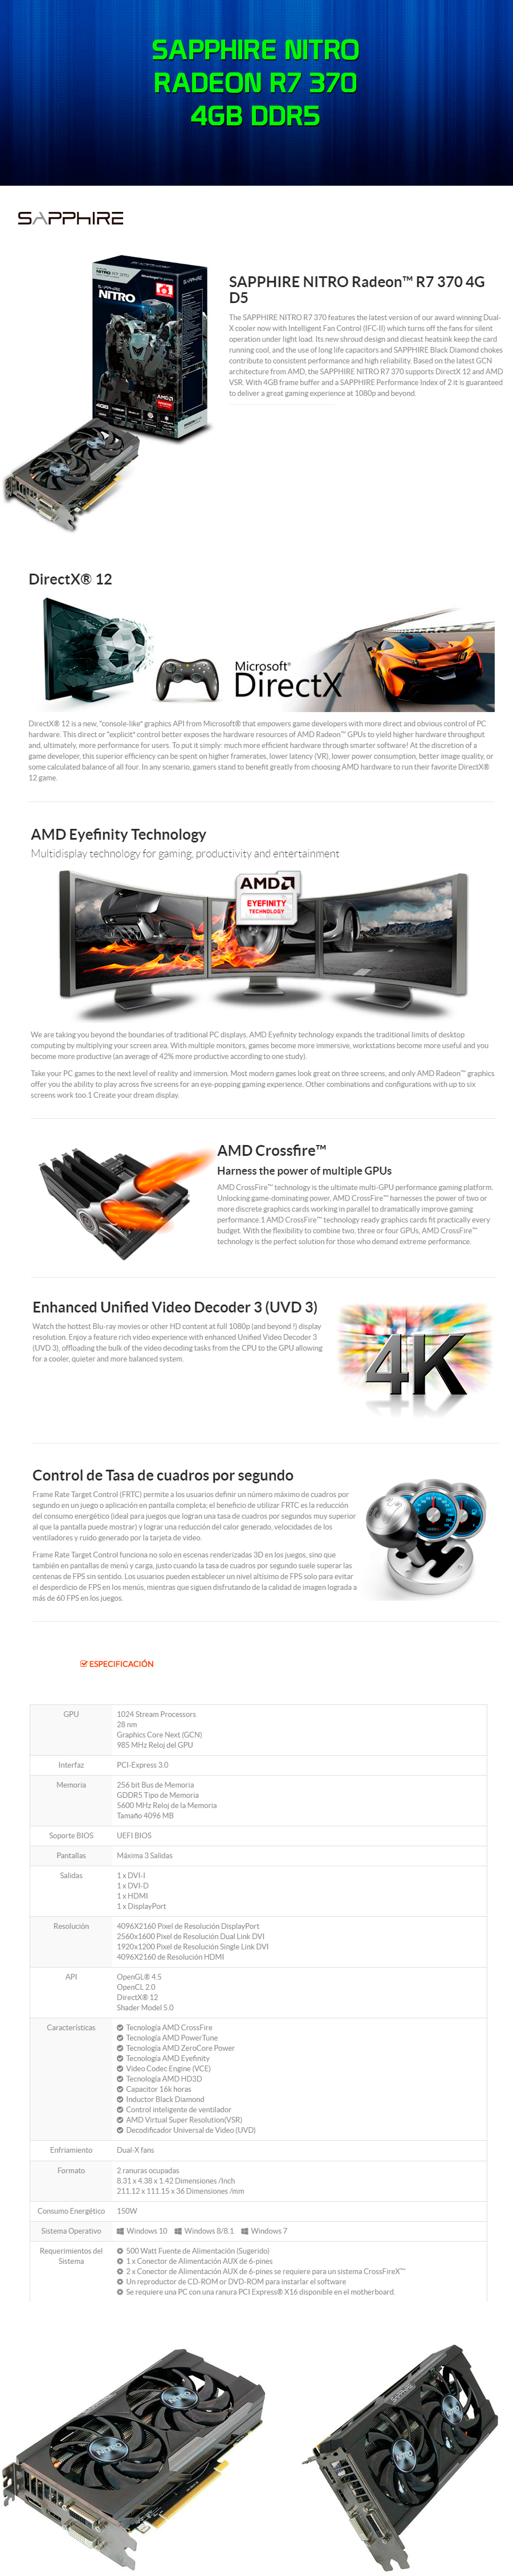 SAPPHIRE NITRO
RADEON R7 370
4GB DDR5
SAPPHIRE
NITRO
SAPPHIRE NITRO Radeon™ R7 370 4G
D5
The SAPPHIRE NITRO R7 370 features the latest version of our award winning Dual-
X cooler now with Intelligent Fan Control (IFC-II) which turns off the fans for silent
operation under light load. Its new shroud design and diecast heatsink keep the card
running cool, and the use of long life capacitors and SAPPHIRE Black Diamond chokes
contribute to consistent performance and high reliability. Based on the latest GCN
architecture from AMD, the SAPPHIRE NITRO R7 370 supports DirectX 12 and AMD
VSR. With 4GB frame buffer and a SAPPHIRE Performance Index of 2 it is guaranteed
to deliver a great gaming experience at 1080p and beyond.
DirectX® 12
Microsoft®
DirectX
DirectX® 12 is a new, "console-like" graphics API from Microsoft® that empowers game developers with more direct and obvious control of PC
hardware. This direct or "explicit" control better exposes the hardware resources of AMD Radeon™ GPUs to yield higher hardware throughput
and, ultimately, more performance for users. To put it simply: much more efficient hardware through smarter software! At the discretion of a
game developer, this superior efficiency can be spent on higher framerates, lower latency (VR), lower power consumption, better image quality, or
some calculated balance of all four. In any scenario, gamers stand to benefit greatly from choosing AMD hardware to run their favorite DirectX®
12 game.
AMD Eyefinity Technology
Multidisplay technology for gaming, productivity and entertainment
AMD
EYEFINITY
TECHNOLOGY
We are taking you beyond the boundaries of traditional PC displays. AMD Eyefinity technology expands the traditional limits of desktop
computing by multiplying your screen area. With multiple monitors, games become more immersive, workstations become more useful and you
become more productive (an average of 42% more productive according to one study).
Take your PC games to the next level of reality and immersion. Most modern games look great on three screens, and only AMD Radeon™ graphics
offer you the ability to play across five screens for an eye-popping gaming experience. Other combinations and configurations with up to six
screens work too.1 Create your dream display.
AMD Crossfire™
Harness the power of multiple GPUs
AMD CrossFire™ technology is the ultimate multi-GPU performance gaming platform.
Unlocking game-dominating power, AMD CrossFire™ harnesses the power of two or
more discrete graphics cards working in parallel to dramatically improve gaming
performance.1 AMD CrossFire™ technology ready graphics cards fit practically every
budget. With the flexibility to combine two, three or four GPUs, AMD CrossFire™
technology is the perfect solution for those who demand extreme performance.
Enhanced Unified Video Decoder 3 (UVD 3)
Watch the hottest Blu-ray movies or other HD content at full 1080p (and beyond !) display
resolution. Enjoy a feature rich video experience with enhanced Unified Video Decoder 3
(UVD 3), offloading the bulk of the video decoding tasks from the CPU to the GPU allowing
for a cooler, quieter and more balanced system.
4K
Control de Tasa de cuadros por segundo
Frame Rate Target Control (FRTC) permite a los usuarios definir un número máximo de cuadros por
segundo en un juego o aplicación en pantalla completa; el beneficio de utilizar FRTC es la reducción
del consumo energético (ideal para juegos que logran una tasa de cuadros por segundos muy superior
al que la pantalla puede mostrar) y lograr una reducción del calor generado, velocidades de los
ventiladores y ruido generado por la tarjeta de video.
Frame Rate Target Control funciona no solo en escenas renderizadas 3D en los juegos, sino que
también en pantallas de menú y carga, justo cuando la tasa de cuadros por segundo suele superar las
centenas de FPS sin sentido. Los usuarios pueden establecer un nivel altísimo de FPS solo para evitar
el desperdicio de FPS en los menús, mientras que siguen disfrutando de la calidad de imagen lograda a
más de 60 FPS en los juegos.
ESPECIFICACIÓN
GPU
1024 Stream Processors
28 nm
Graphics Core Next (GCN)
985 MHz Reloj del GPU
Interfaz
PCI-Express 3.0
Memoria
256 bit Bus de Memoria
GDDR5 Tipo de Memoria
5600 MHz Reloj de la Memoria
Tamaño 4096 MB
Soporte BIOS
UEFI BIOS
Pantallas
Máxima 3 Salidas
Salidas
1 x DVI-I
1 x DVI-D
1 x HDMI
1 x DisplayPort
Resolución
4096X2160 Pixel de Resolución DisplayPort
2560x1600 Pixel de Resolución Dual Link DVI
1920x1200 Pixel de Resolución Single Link DVI
4096X2160 de Resolución HDMI
API
OpenGL® 4.5
OpenCL 2.0
DirectX® 12
Shader Model 5.0
Características
Tecnología AMD CrossFire
Tecnología AMD PowerTune
Tecnología AMD ZeroCore Power
Tecnología AMD Eyefinity
Video Codec Engine (VCE)
Tecnología AMD HD3D
Capacitor 16k horas
Inductor Black Diamond
Control inteligente de ventilador
AMD Virtual Super Resolution(VSR)
Decodificador Universal de Video (UVD)
Enfriamiento
Dual-X fans
Formato
2 ranuras ocupadas
8.31 x 4.38 x 1.42 Dimensiones /Inch
211.12 x 111.15 x 36 Dimensiones /mm
Consumo Energético
150W
Sistema Operativo
Windows 10 Windows 8/8.1 Windows 7
Requerimientos del
Sistema
500 Watt Fuente de Alimentación (Sugerido)
1 x Conector de Alimentación AUX de 6-pines
2 x Conector de Alimentación AUX de 6-pines se requiere para un sistema CrossFireX™
Un reproductor de CD-ROM or DVD-ROM para instarlar el software
Se requiere una PC con una ranura PCI Express® X16 disponible en el motherboard.
NITRO
NITRO
SAPPHIRE
NITRO
NITRO